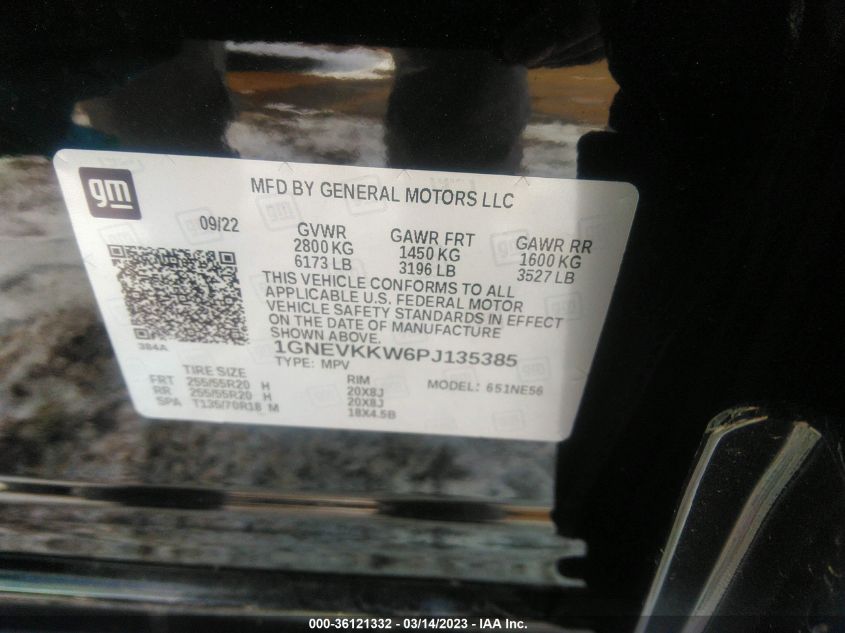 gm
MFD BY GENERAL MOTORS LLC
09/22
GVWR GAWR FRT GAWR RR
2800 KG 1450 KG 1600 KG
6173 LB 3196 LB 3527 LB
THIS VEHICLE CONFORMS TO ALL
APPLICABLE U.S. FEDERAL MOTOR
VEHICLE SAFETY STANDARDS IN EFFECT
ON THE DATE OF MANUFACTURE
SHOWN ABOVE.
384A
1GNEVKKW6PJ135385
TYPE: MPV
MODEL: 651NE56
TIRE SIZE RIM
FRT 255/55R20 H 20X8J
RR 255/55R20 H 20X8J
SPA T135/70R18 M 18X4.5B
000-36121332 - 03/14/2023 - IAA Inc.